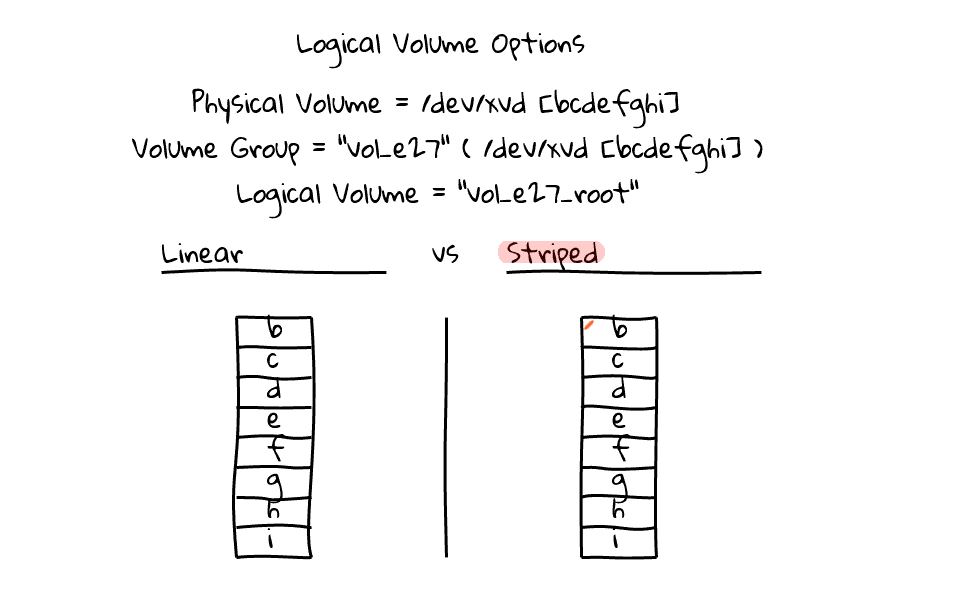 Logical Volume Options
Physical Volume = /dev/xvd [bcdefghi]
Volume Group = "vol_e27" ( /dev/xvd [bcdefghi] )
Logical Volume = "vol_e27_root"
Linear vs Striped
b b
c c
d d
e e
f f
g g
h h
i i